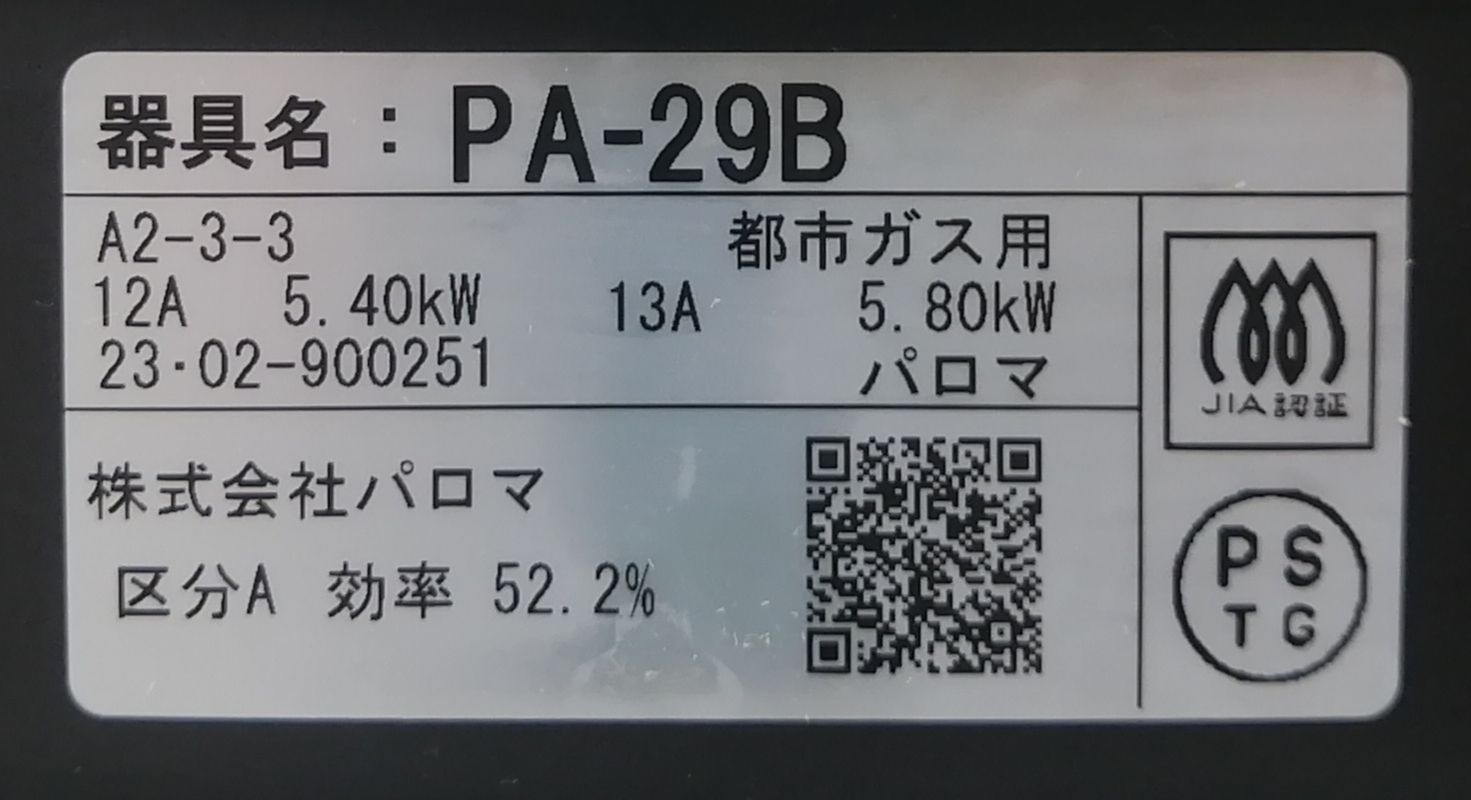 器具名：PA-29B
A2-3-3 都市ガス用
12A 5.40kW 13A 5.80kW
23・02-900251 パロマ
JIA認証
株式会社パロマ
区分A 効率 52.2%
PS
TG